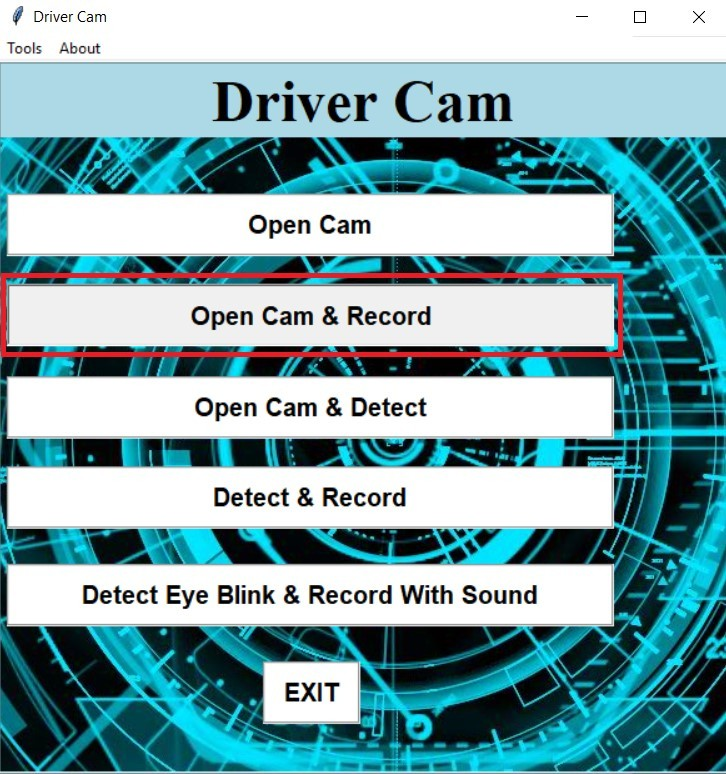 Driver Cam
Tools About
Driver Cam
Open Cam
Open Cam & Record
Open Cam & Detect
Detect & Record
Detect Eye Blink & Record With Sound
EXIT